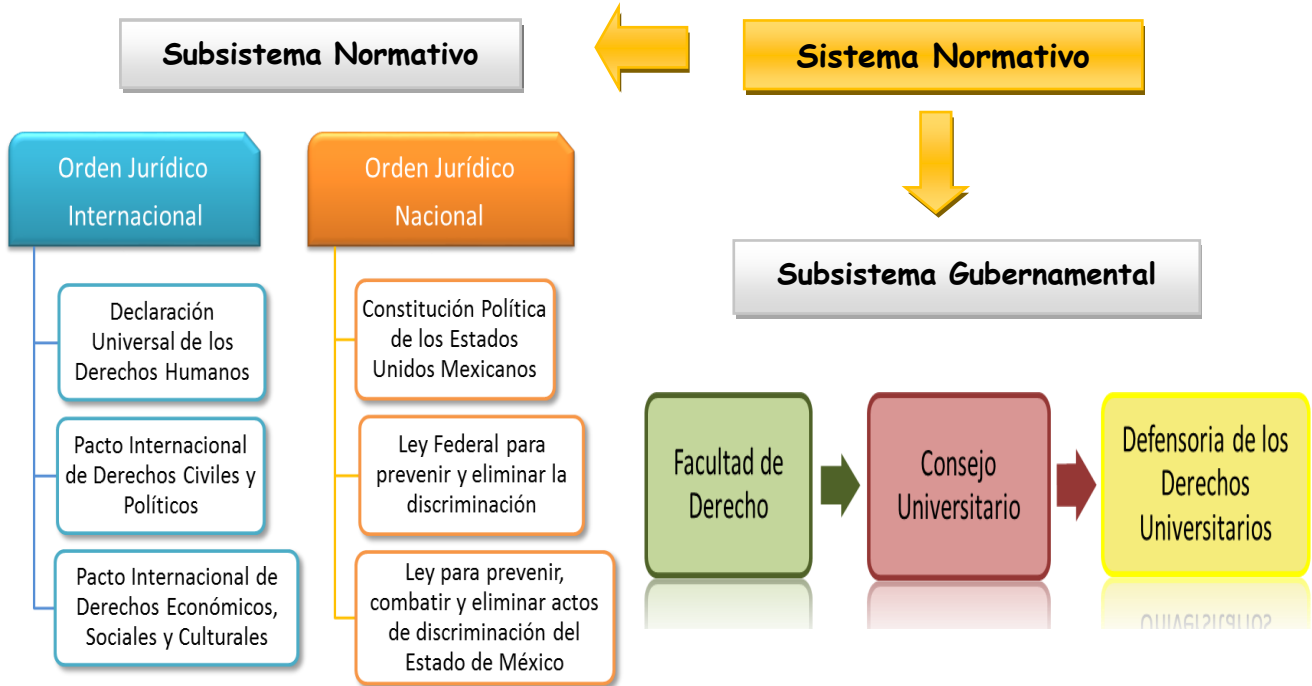 Subsistema Normativo
Sistema Normativo
Orden Jurídico
Internacional
Declaración
Universal de los
Derechos Humanos
Pacto Internacional
de Derechos Civiles y
Políticos
Pacto Internacional de
Derechos Económicos,
Sociales y Culturales
Orden Jurídico
Nacional
Constitución Política
de los Estados
Unidos Mexicanos
Ley Federal para
prevenir y eliminar la
discriminación
Ley para prevenir,
combatir y eliminar actos
de discriminación del
Estado de México
Subsistema Gubernamental
Facultad de
Derecho
Consejo
Universitario
Defensoria de los
Derechos
Universitarios